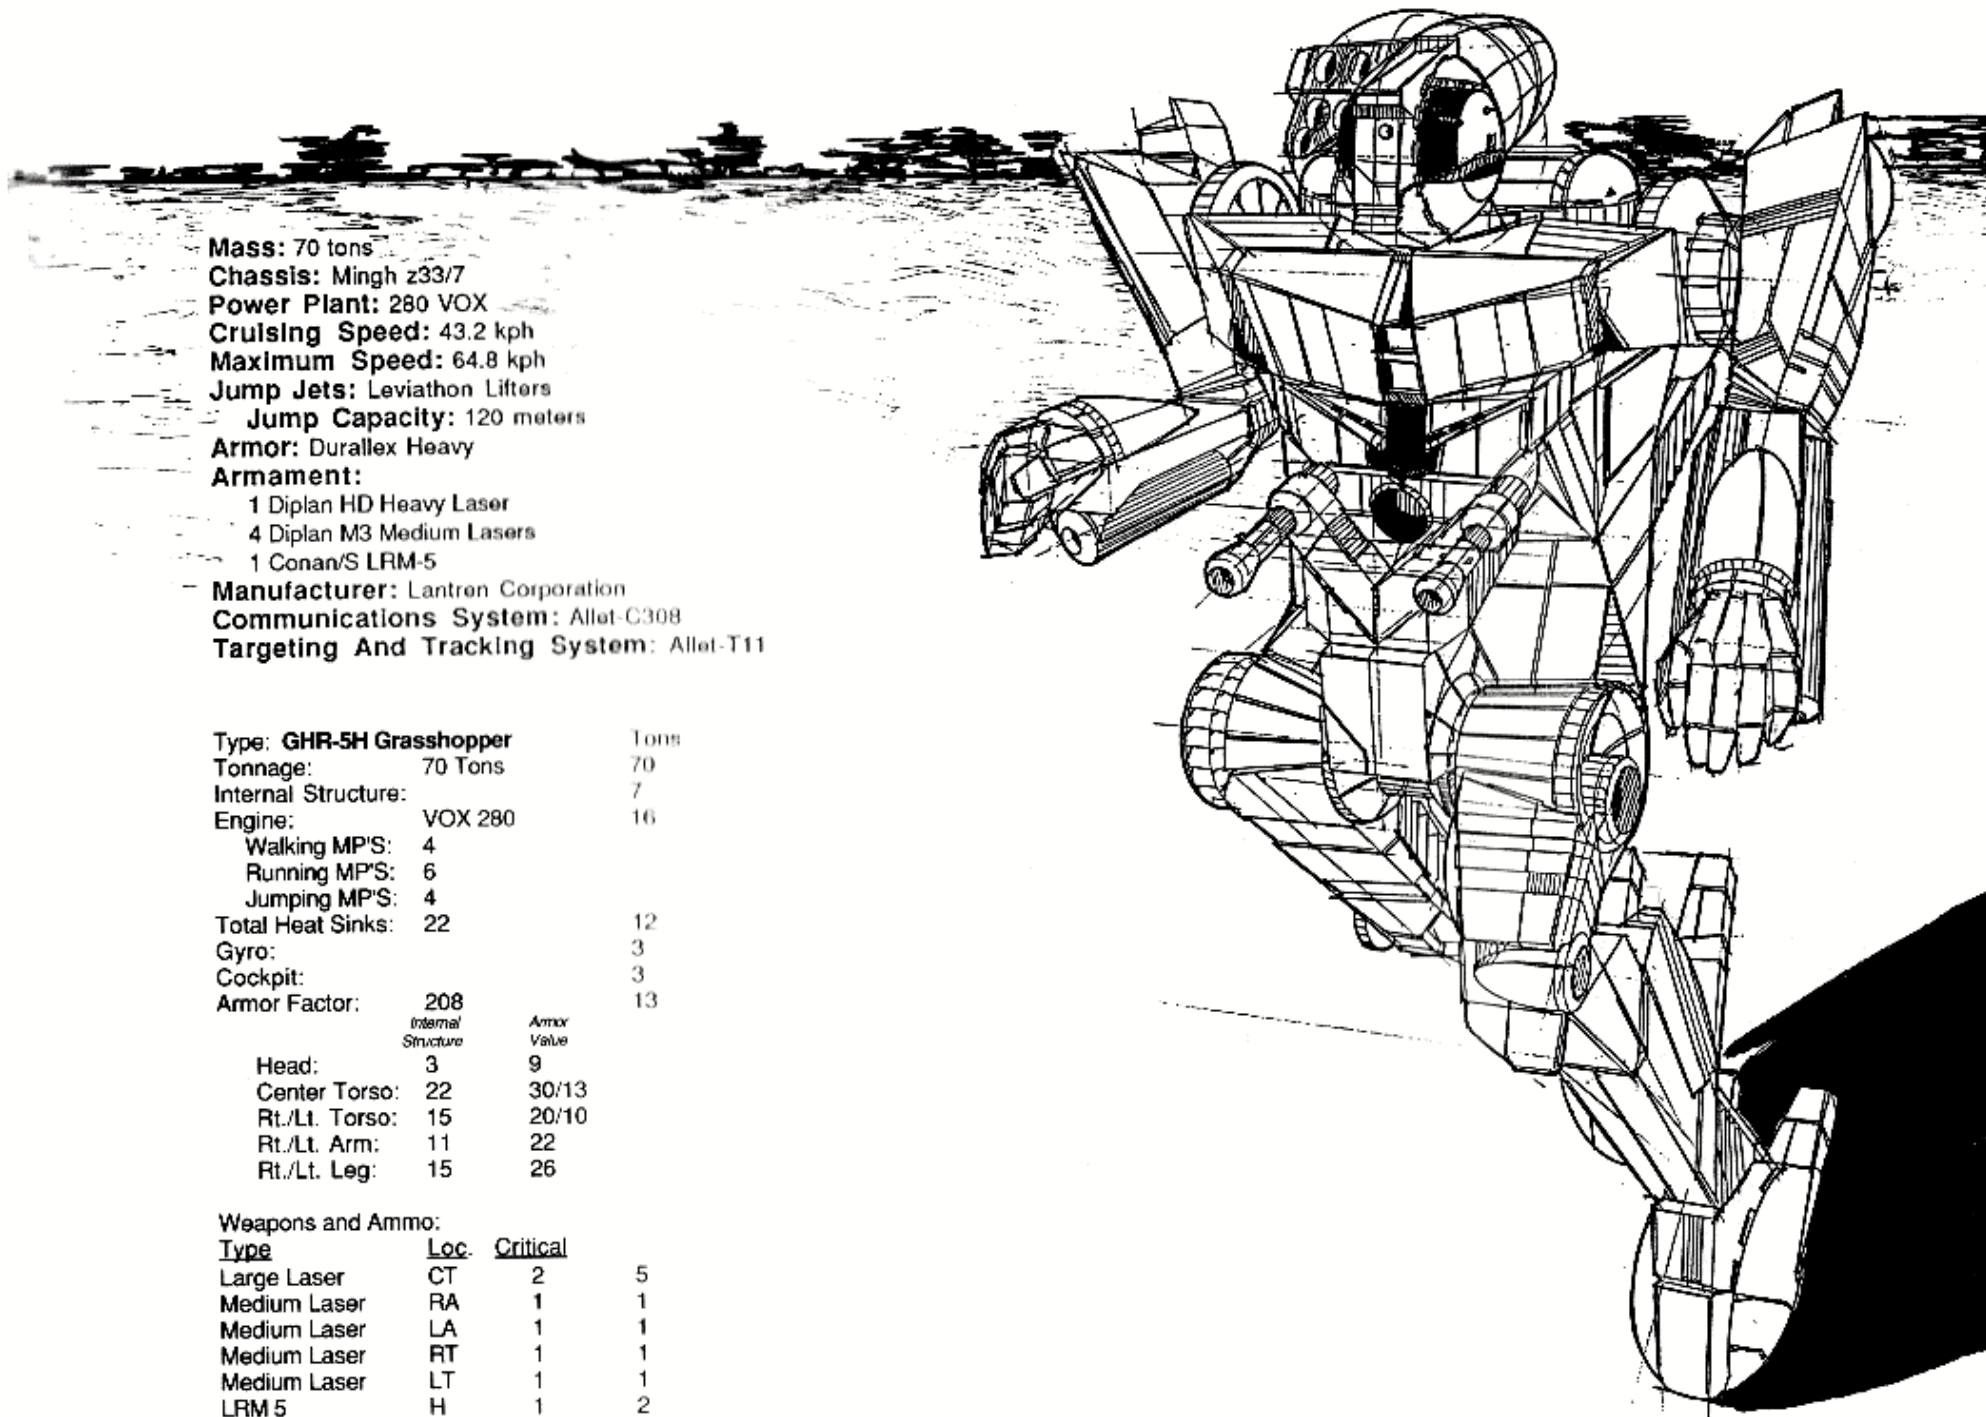 Mass: 70 tons
Chassis: Mingh z33/7
Power Plant: 280 VOX
Cruising Speed: 43.2 kph
Maximum Speed: 64.8 kph
Jump Jets: Leviathon Lifters
Jump Capacity: 120 meters
Armor: Durallex Heavy
Armament:
1 Diplan HD Heavy Laser
4 Diplan M3 Medium Lasers
1 Conan/S LRM-5
Manufacturer: Lantren Corporation
Communications System: Allet-C308
Targeting And Tracking System: Allet-T11
Type: GHR-5H Grasshopper Tons
Tonnage: 70 Tons 70
Internal Structure: 7
Engine: VOX 280 16
Walking MP'S: 4
Running MP'S: 6
Jumping MP'S: 4
Total Heat Sinks: 22 12
Gyro: 3
Cockpit: 3
Armor Factor: 208 13
Internal Armor
Structure Value
Head: 3 9
Center Torso: 22 30/13
Rt./Lt. Torso: 15 20/10
Rt./Lt. Arm: 11 22
Rt./Lt. Leg: 15 26
Weapons and Ammo:
Type Loc. Critical
Large Laser CT 2 5
Medium Laser RA 1 1
Medium Laser LA 1 1
Medium Laser RT 1 1
Medium Laser LT 1 1
LRM 5 H 1 2